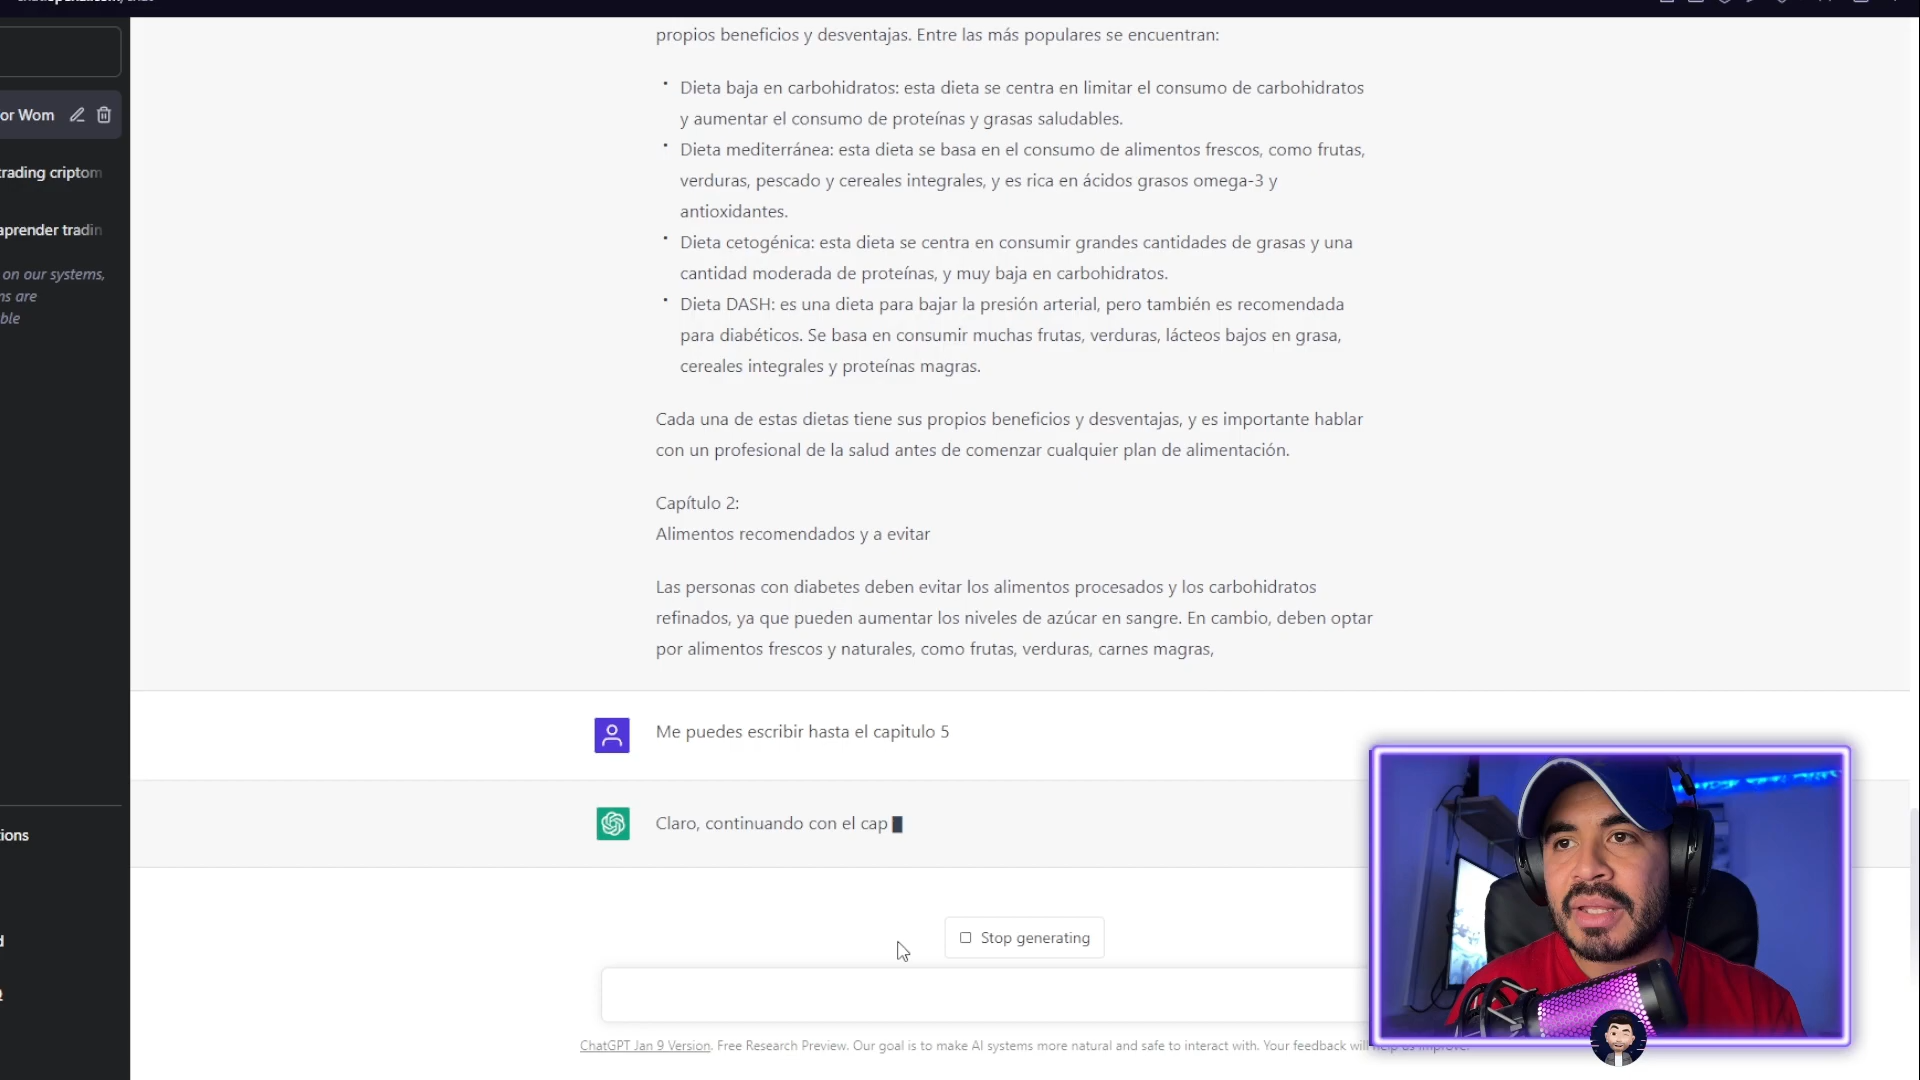 propios beneficios y desventajas. Entre las más populares se encuentran:
• Dieta baja en carbohidratos: esta dieta se centra en limitar el consumo de carbohidratos
y aumentar el consumo de proteínas y grasas saludables.
• Dieta mediterránea: esta dieta se basa en el consumo de alimentos frescos, como frutas,
verduras, pescado y cereales integrales, y es rica en ácidos grasos omega-3 y
antioxidantes.
• Dieta cetogénica: esta dieta se centra en consumir grandes cantidades de grasas y una
cantidad moderada de proteínas, y muy baja en carbohidratos.
• Dieta DASH: es una dieta para bajar la presión arterial, pero también es recomendada
para diabéticos. Se basa en consumir muchas frutas, verduras, lácteos bajos en grasa,
cereales integrales y proteínas magras.
Cada una de estas dietas tiene sus propios beneficios y desventajas, y es importante hablar
con un profesional de la salud antes de comenzar cualquier plan de alimentación.
Capítulo 2:
Alimentos recomendados y a evitar
Las personas con diabetes deben evitar los alimentos procesados y los carbohidratos
refinados, ya que pueden aumentar los niveles de azúcar en sangre. En cambio, deben optar
por alimentos frescos y naturales, como frutas, verduras, carnes magras,
Me puedes escribir hasta el capitulo 5
Claro, continuando con el cap
Stop generating
ChatGPT Jan 9 Version. Free Research Preview. Our goal is to make AI systems more natural and safe to interact with. Your feedback will help us improve.
or Wom
trading criptom
aprender tradin
on our systems,
ns are
ble
ions
d